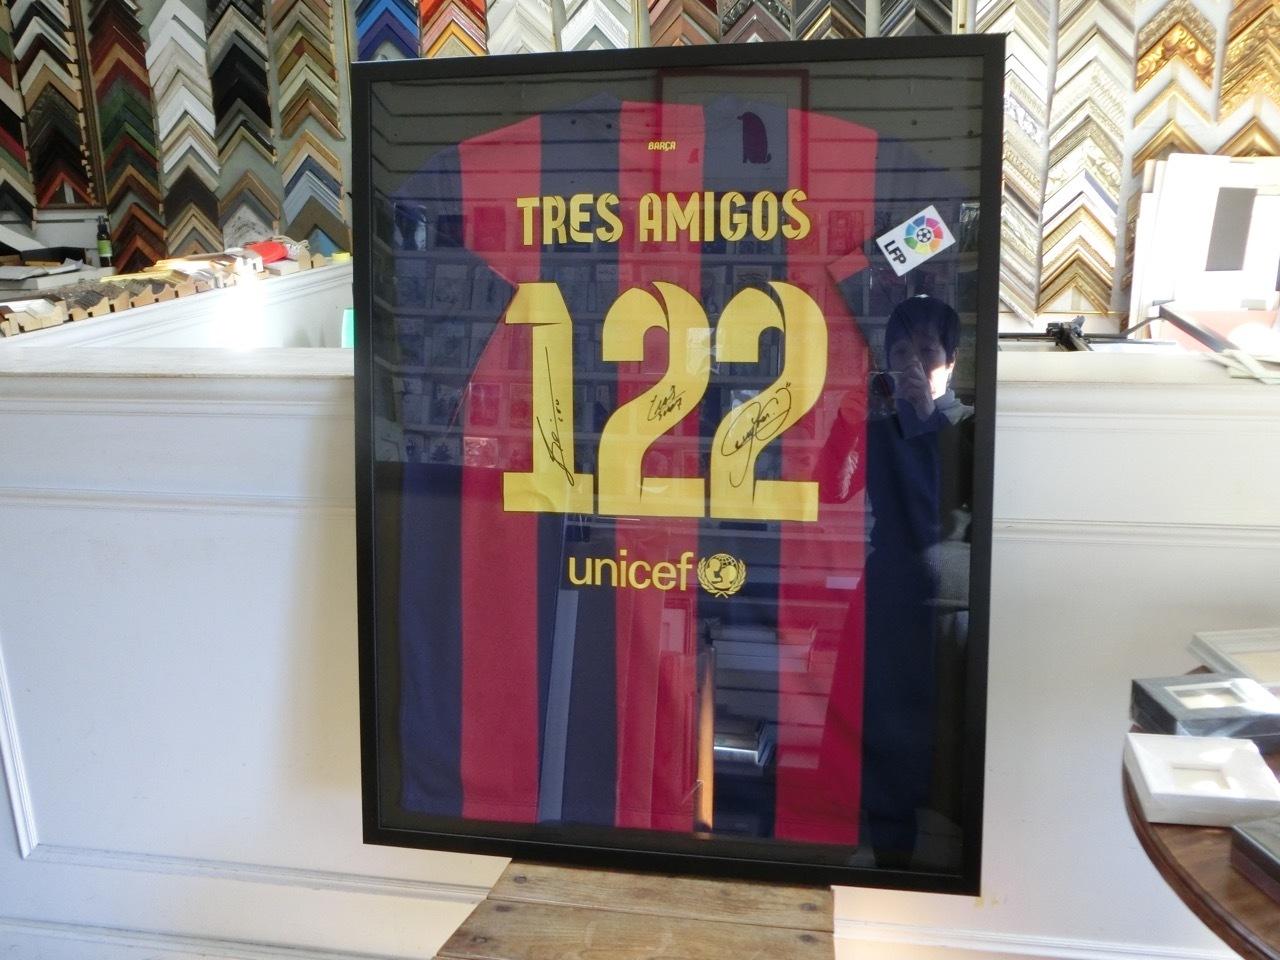 BARÇA
TRES AMIGOS
LFP
122
unicef